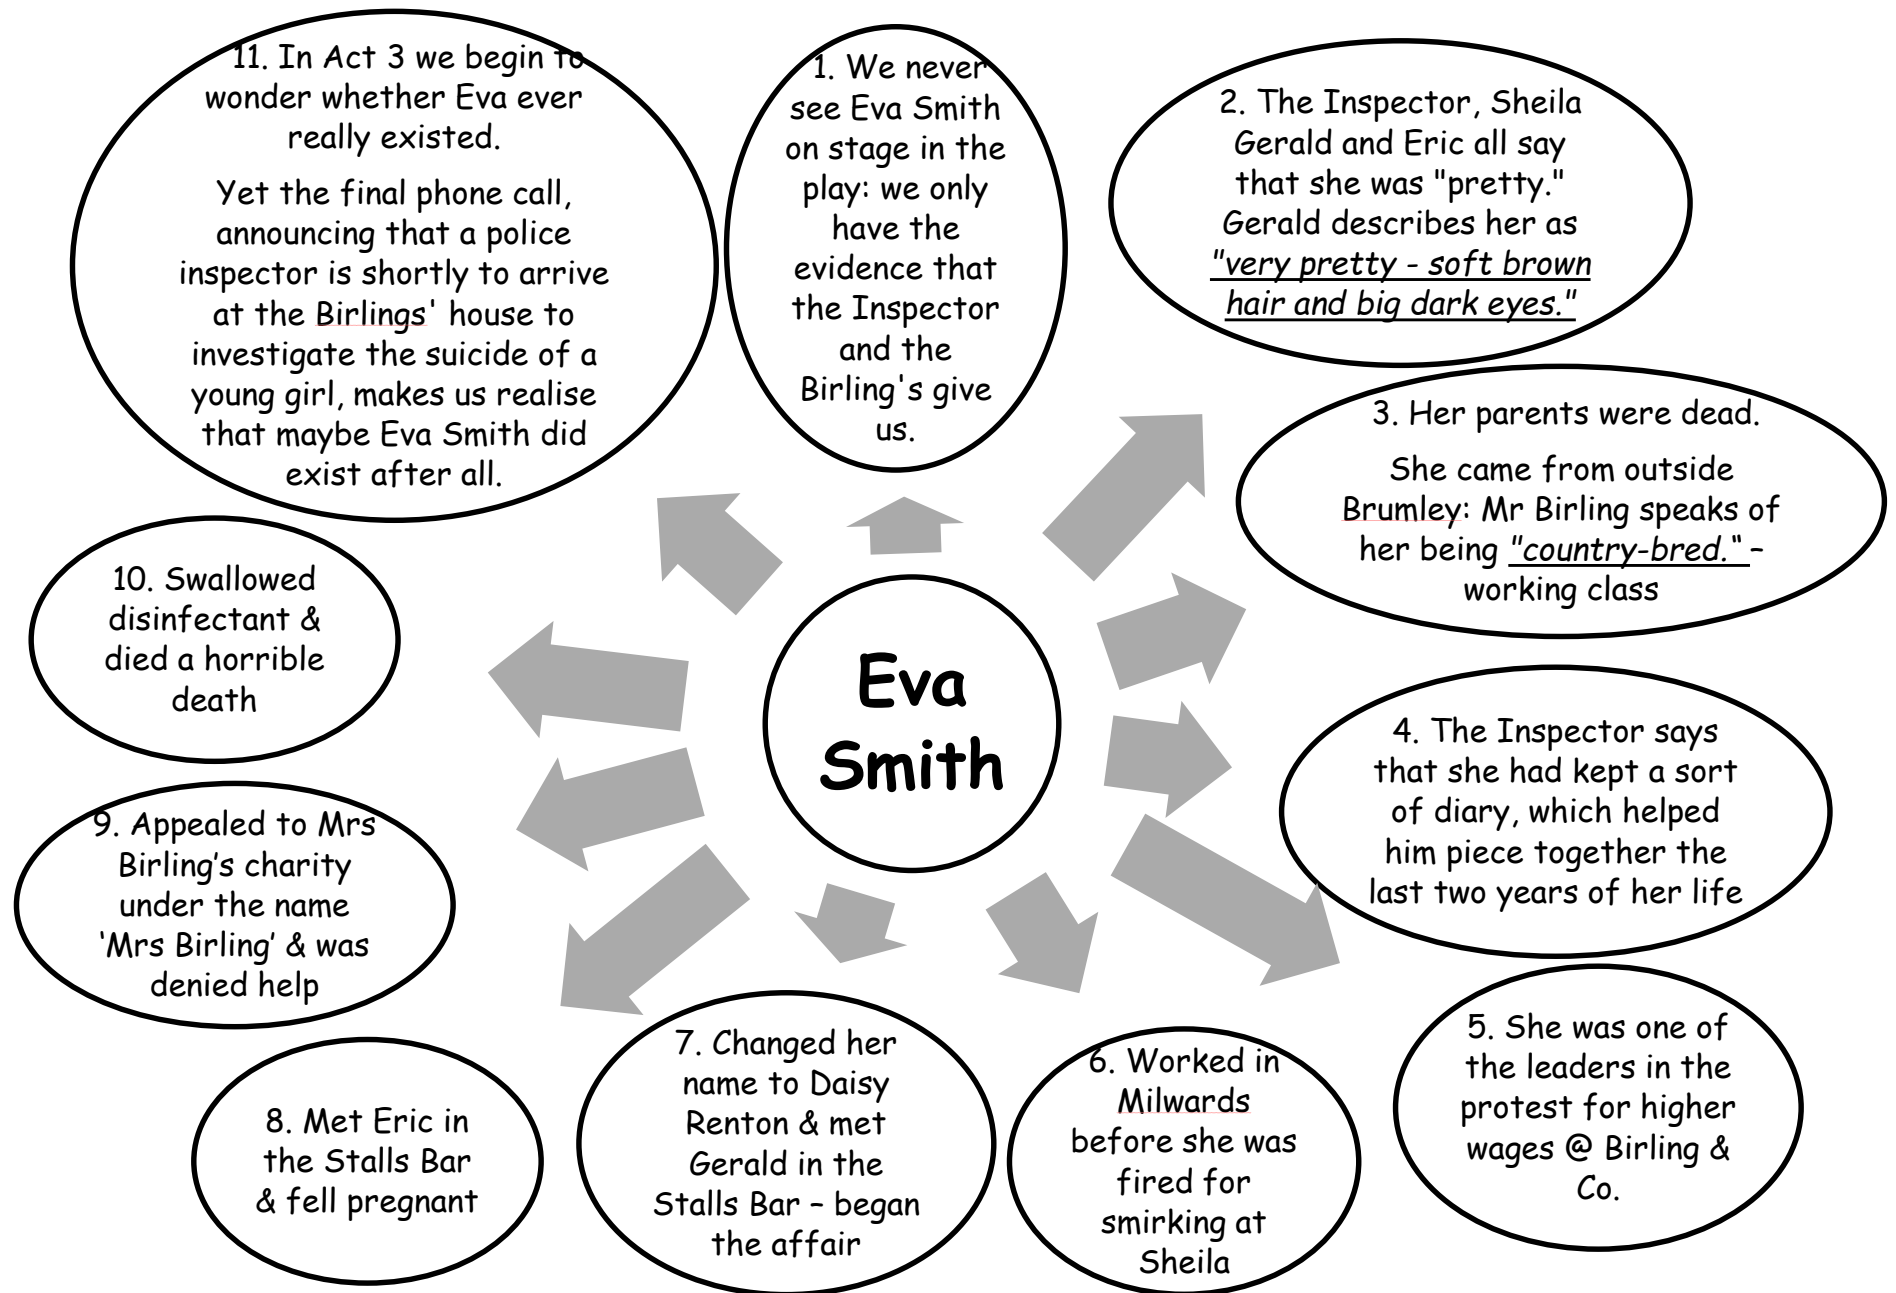 Eva
Smith
1. We never
see Eva Smith
on stage in the
play: we only
have the
evidence that
the Inspector
and the
Birling's give
us.
2. The Inspector, Sheila
Gerald and Eric all say
that she was "pretty."
Gerald describes her as
"very pretty - soft brown
hair and big dark eyes."
3. Her parents were dead.
She came from outside
Brumley: Mr Birling speaks of
her being "country-bred.“ –
working class
4. The Inspector says
that she had kept a sort
of diary, which helped
him piece together the
last two years of her life
5. She was one of
the leaders in the
protest for higher
wages @ Birling &
Co.
6. Worked in
Milwards
before she was
fired for
smirking at
Sheila
7. Changed her
name to Daisy
Renton & met
Gerald in the
Stalls Bar – began
the affair
8. Met Eric in
the Stalls Bar
& fell pregnant
9. Appealed to Mrs
Birling’s charity
under the name
‘Mrs Birling’ & was
denied help
10. Swallowed
disinfectant &
died a horrible
death
11. In Act 3 we begin to
wonder whether Eva ever
really existed.
Yet the final phone call,
announcing that a police
inspector is shortly to arrive
at the Birlings' house to
investigate the suicide of a
young girl, makes us realise
that maybe Eva Smith did
exist after all.